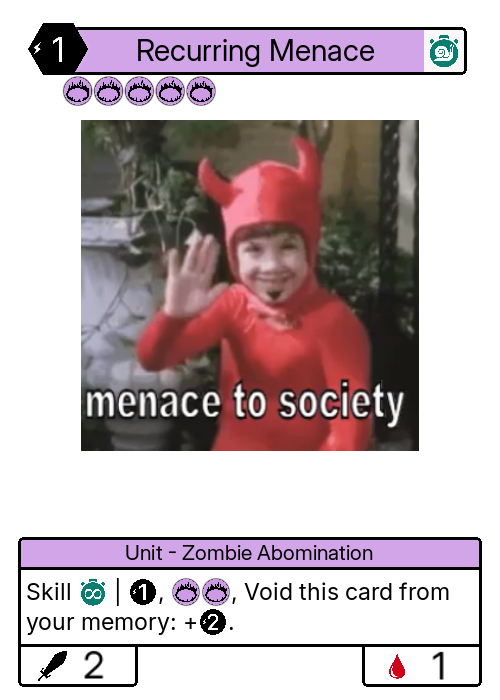 1 Recurring Menace
menace to society
Unit - Zombie Abomination
Skill ∞ | 1, , Void this card from
your memory: +2.
2 1